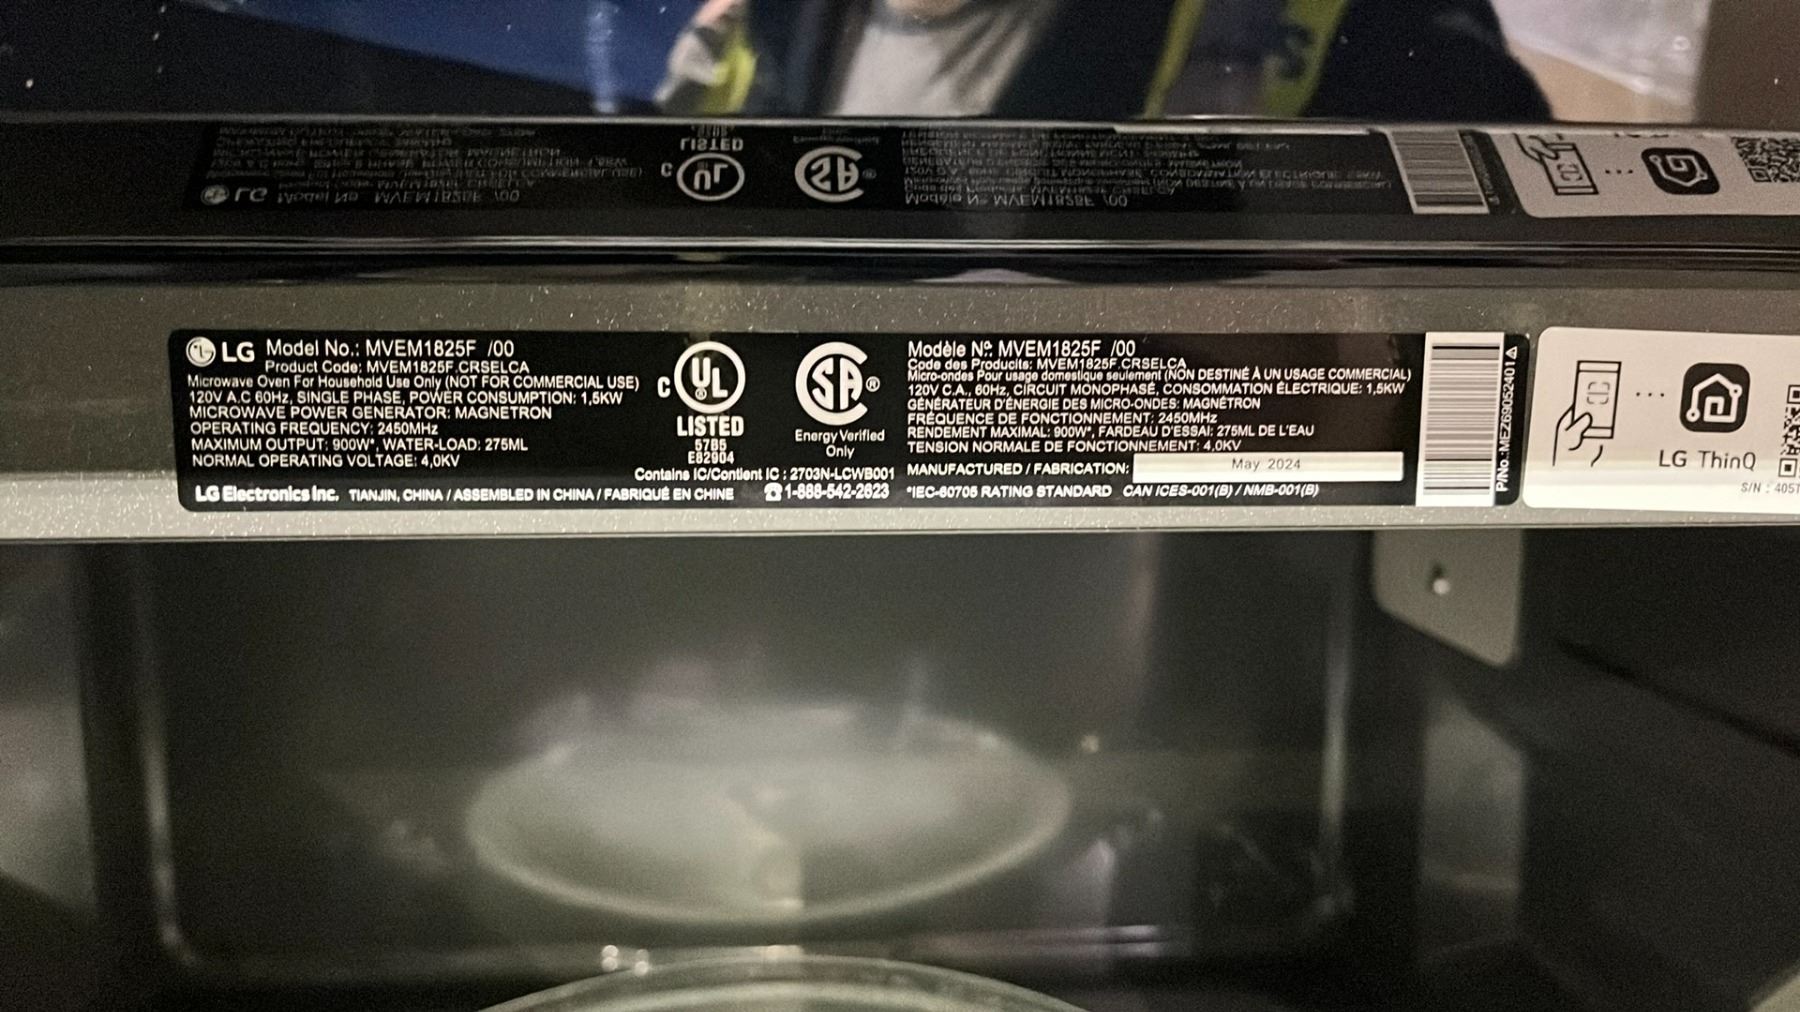 LG Model No.: MVEM1825F /00
Product Code: MVEM1825F.CRSELCA
Microwave Oven For Household Use Only (NOT FOR COMMERCIAL USE)
120V A.C 60Hz, SINGLE PHASE, POWER CONSUMPTION: 1,5KW
MICROWAVE POWER GENERATOR: MAGNETRON
OPERATING FREQUENCY: 2450MHz
MAXIMUM OUTPUT: 900W*, WATER-LOAD: 275ML
NORMAL OPERATING VOLTAGE: 4,0KV
LG Electronics Inc. TIANJIN, CHINA / ASSEMBLED IN CHINA / FABRIQUÉ EN CHINE
C UL ®
LISTED
57B5
E82904
SA ®
Energy Verified
Only
Contains IC/Contient IC : 2703N-LCWB001
☎1-888-542-2623
Modèle Nº: MVEM1825F /00
Code des Producits: MVEM1825F.CRSELCA
Micro-ondes Pour usage domestique seulement (NON DESTINÉ À UN USAGE COMMERCIAL)
120V C.A., 60Hz, CIRCUIT MONOPHASÉ, CONSOMMATION ÉLECTRIQUE: 1,5KW
GÉNÉRATEUR D'ÉNERGIE DES MICRO-ONDES: MAGNÉTRON
FRÉQUENCE DE FONCTIONNEMENT: 2450MHz
RENDEMENT MAXIMAL: 900W*, FARDEAU D'ESSAI: 275ML DE L'EAU
TENSION NORMALE DE FONCTIONNEMENT: 4,0KV
MANUFACTURED / FABRICATION: May 2024
*IEC-60705 RATING STANDARD CAN ICES-001(B) / NMB-001(B)
P/No.:MEZ69052401
LG ThinQ
S/N : 405T